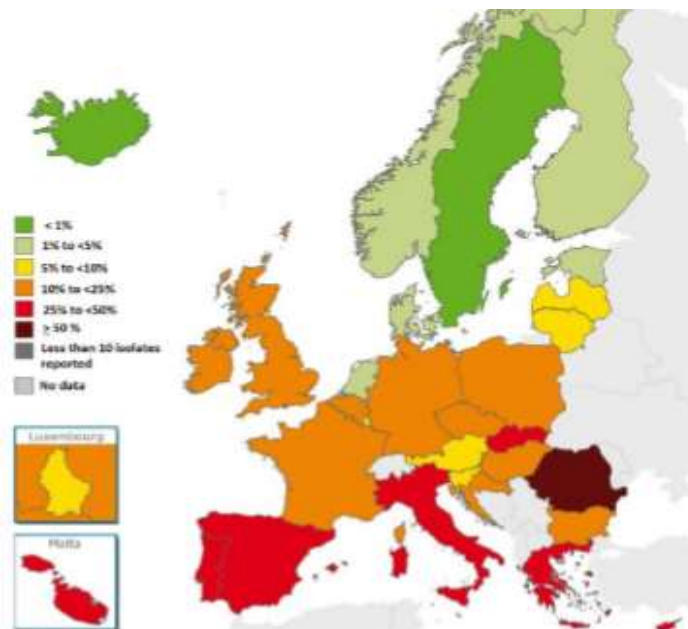 < 1%
1% to <5%
5% to <10%
10% to <25%
25% to <50%
≥ 50 %
Less than 10 isolates
reported
No data
Luxembourg
Malta